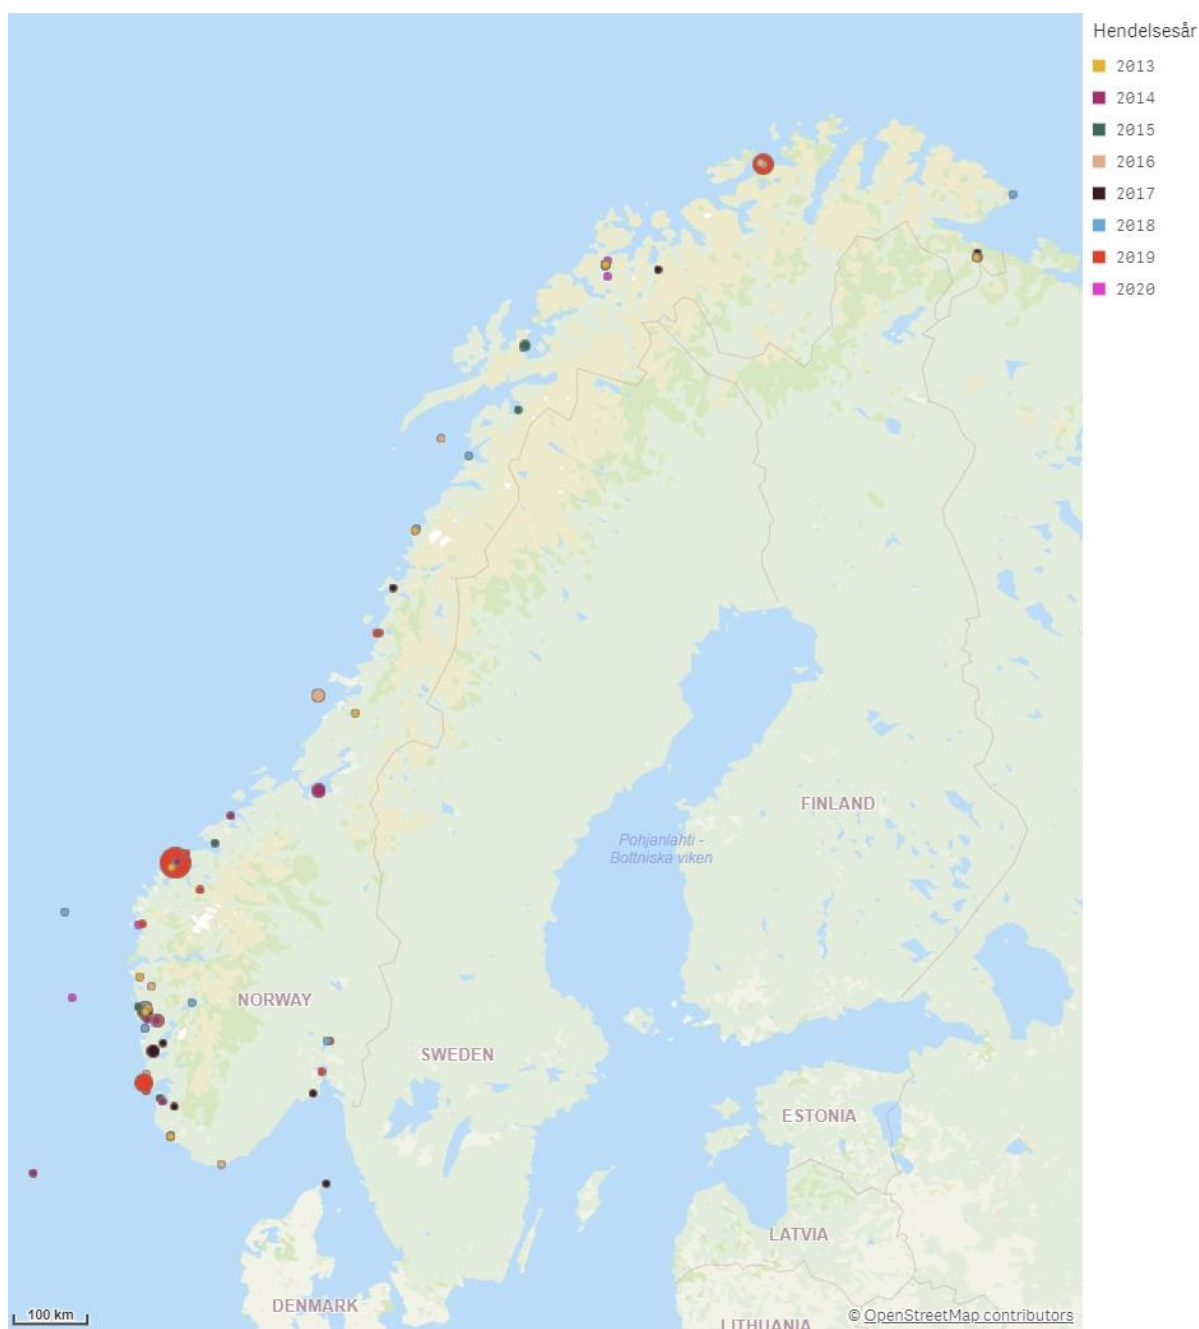 Hendelsesår
2013
2014
2015
2016
2017
2018
2019
2020
FINLAND
Pohjanlahti -
Bottniska viken
NORWAY
SWEDEN
ESTONIA
LATVIA
DENMARK
100 km
© OpenStreetMap contributors
LITHUANIA